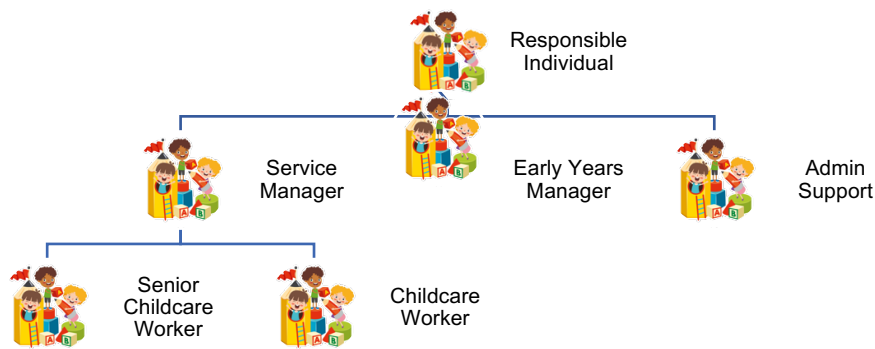 Responsible
Individual
Service
Manager
Early Years
Manager
Admin
Support
Senior
Childcare
Worker
Childcare
Worker
A B
A B
A B
A B
A B
A B